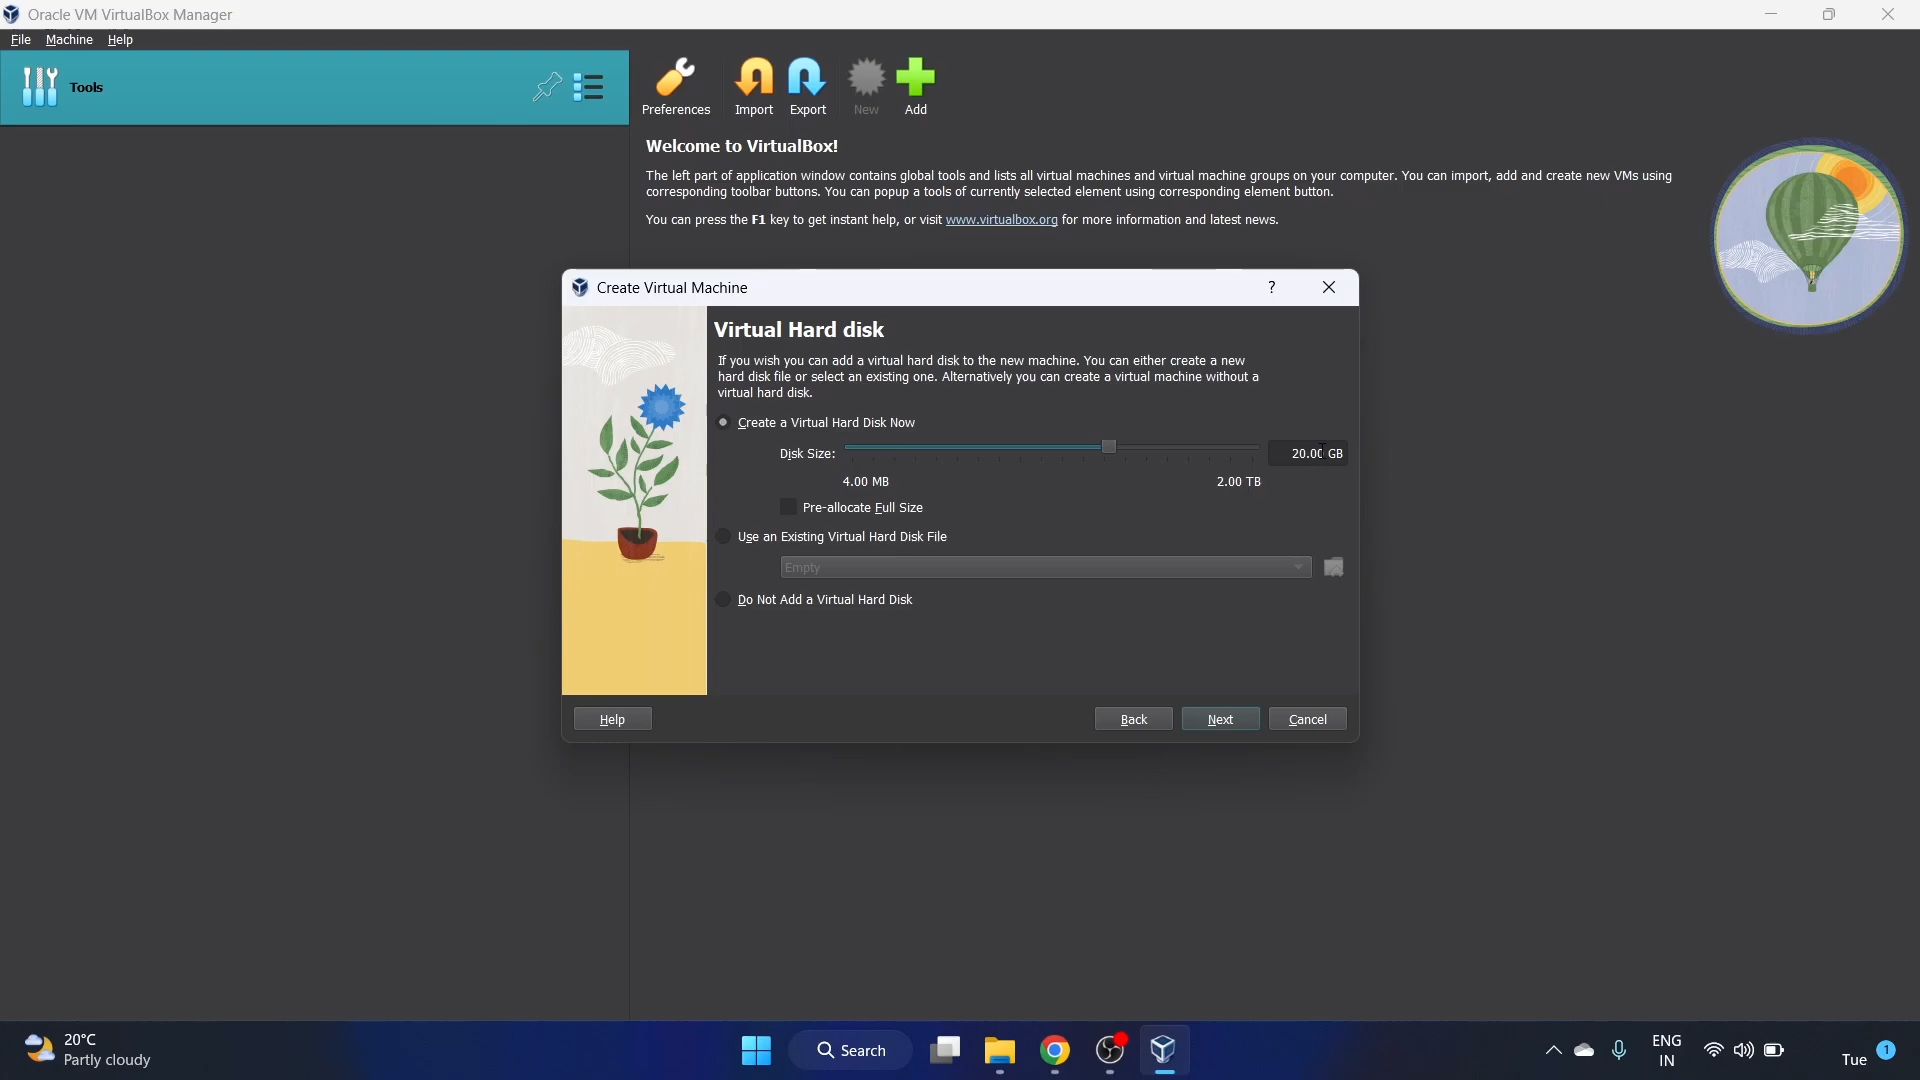 Oracle VM VirtualBox Manager
File Machine Help
Tools
Preferences Import Export New Add
Welcome to VirtualBox!
The left part of application window contains global tools and lists all virtual machines and virtual machine groups on your computer. You can import, add and create new VMs using
corresponding toolbar buttons. You can popup a tools of currently selected element using corresponding element button.
You can press the F1 key to get instant help, or visit www.virtualbox.org for more information and latest news.
Create Virtual Machine ?
Virtual Hard disk
If you wish you can add a virtual hard disk to the new machine. You can either create a new
hard disk file or select an existing one. Alternatively you can create a virtual machine without a
virtual hard disk.
Create a Virtual Hard Disk Now
Disk Size: 20.00 GB
4.00 MB 2.00 TB
Pre-allocate Full Size
Use an Existing Virtual Hard Disk File
Empty
Do Not Add a Virtual Hard Disk
Help Back Next Cancel
20°C
Partly cloudy
Search
ENG
IN
Tue 1